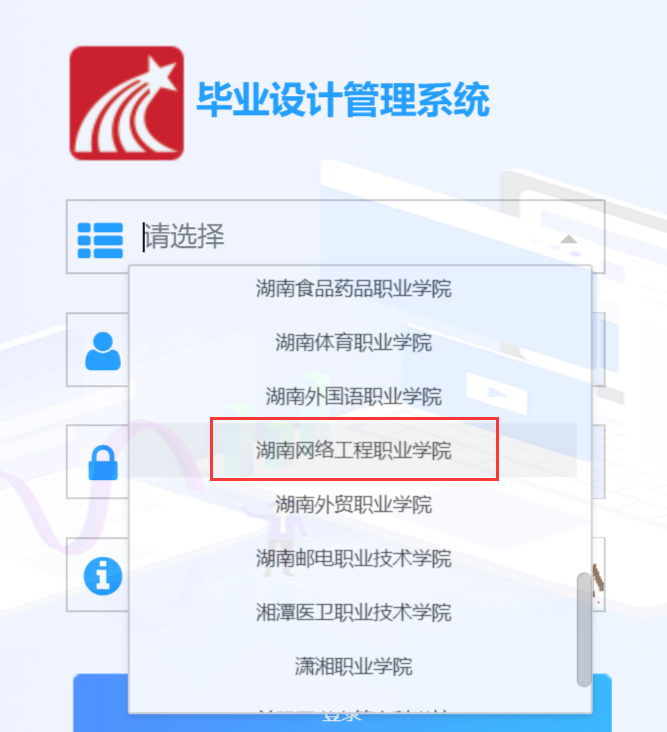 毕业设计管理系统
请选择
湖南食品药品职业学院
湖南体育职业学院
湖南外国语职业学院
湖南网络工程职业学院
湖南外贸职业学院
湖南邮电职业技术学院
湘潭医卫职业技术学院
潇湘职业学院
登录